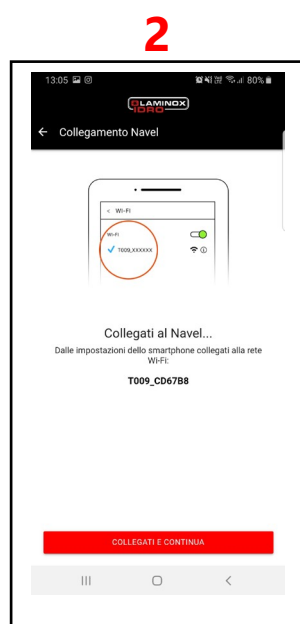 2
13:05 80%
LAMINOX
IDRO
← Collegamento Navel
< Wi-Fi
Wi-Fi
T009_XXXXXX
Collegati al Navel...
Dalle impostazioni dello smartphone collegati alla rete
Wi-Fi:
T009_CD67B8
COLLEGATI E CONTINUA